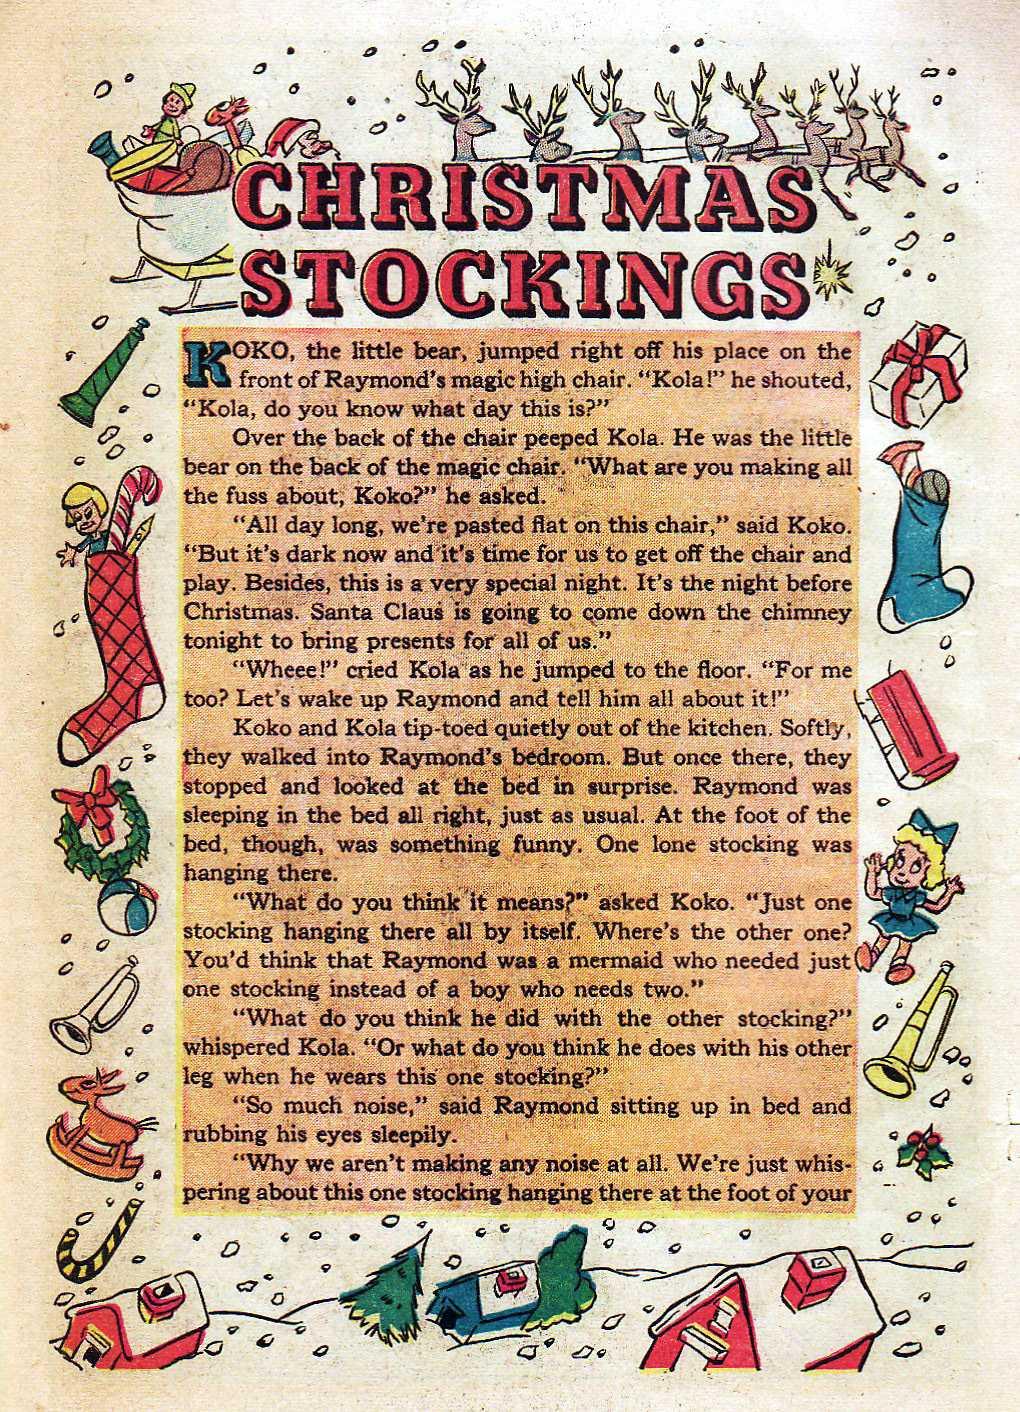 CHRISTMAS
STOCKINGS
KOKO, the little bear, jumped right off his place on the
front of Raymond's magic high chair. "Kola!" he shouted,
"Kola, do you know what day this is?"
Over the back of the chair peeped Kola. He was the little
bear on the back of the magic chair. "What are you making all
the fuss about, Koko?" he asked.
"All day long, we're pasted flat on this chair," said Koko.
"But it's dark now and it's time for us to get off the chair and
play. Besides, this is a very special night. It's the night before
Christmas. Santa Claus is going to come down the chimney
tonight to bring presents for all of us."
"Wheee!" cried Kola as he jumped to the floor. "For me
too? Let's wake up Raymond and tell him all about it!"
Koko and Kola tip-toed quietly out of the kitchen. Softly,
they walked into Raymond's bedroom. But once there, they
stopped and looked at the bed in surprise. Raymond was
sleeping in the bed all right, just as usual. At the foot of the
bed, though, was something funny. One lone stocking was
hanging there.
"What do you think it means?" asked Koko. "Just one
stocking hanging there all by itself. Where's the other one?
You'd think that Raymond was a mermaid who needed just
one stocking instead of a boy who needs two."
"What do you think he did with the other stocking?"
whispered Kola. "Or what do you think he does with his other
leg when he wears this one stocking?"
"So much noise," said Raymond sitting up in bed and
rubbing his eyes sleepily.
"Why we aren't making any noise at all. We're just whis-
pering about this one stocking hanging there at the foot of your